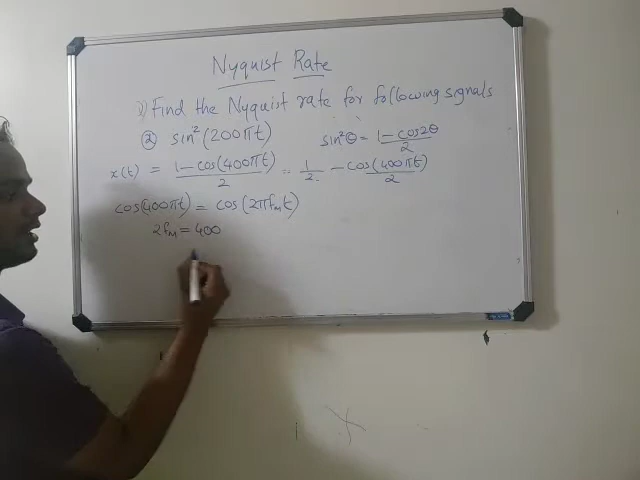 Nyquist Rate
1) Find the Nyquist rate for following signals
② sin²(200πt) sin²θ = 1-cos2θ/2
x(t) = 1-cos(400πt)/2 = 1/2 - cos(400πt)/2
cos(400πt) = cos(2πfₘt)
2fₘ = 400